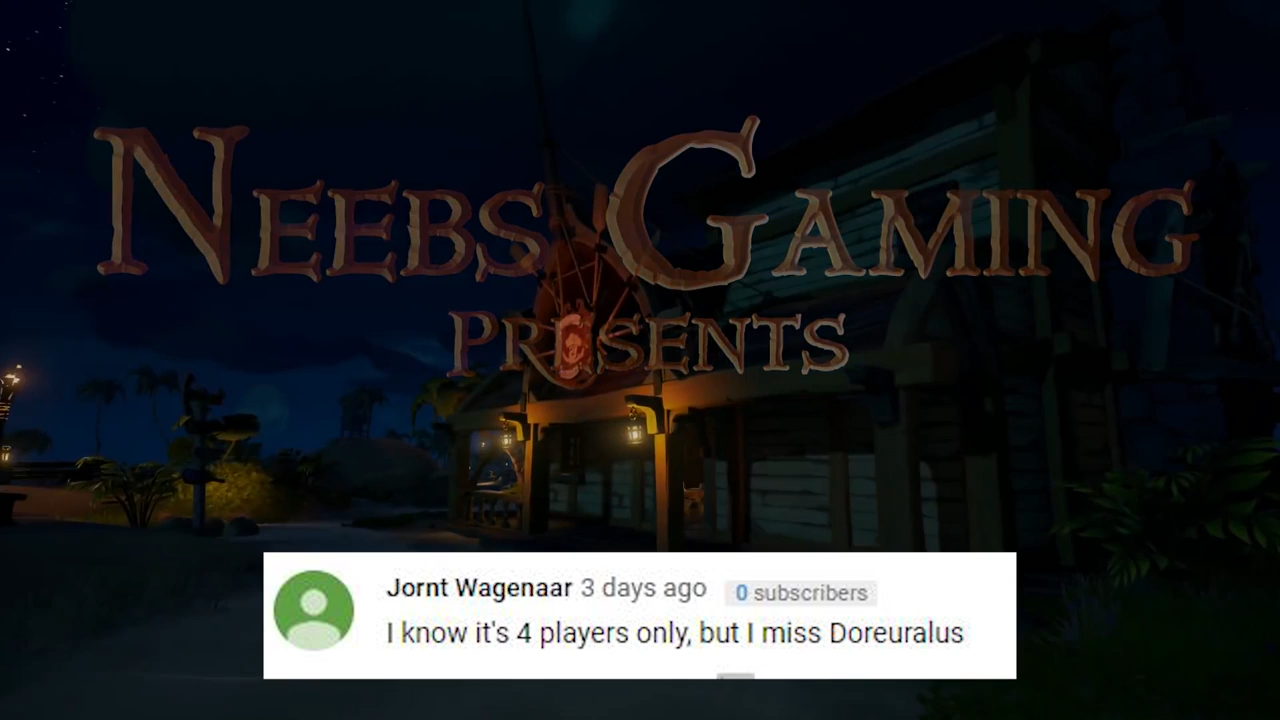 NEEBS GAMING
PRESENTS
Jornt Wagenaar 3 days ago 0 subscribers
I know it's 4 players only, but I miss Doreuralus